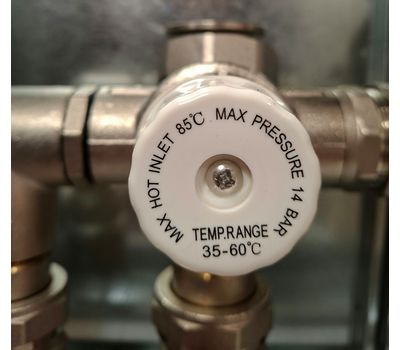 MAX HOT INLET 85℃ MAX PRESSURE 14 BAR
TEMP.RANGE
35-60℃